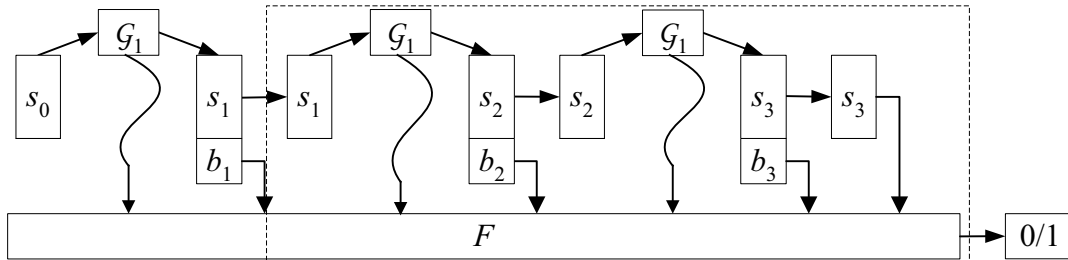 𝒢₁ 𝒢₁ 𝒢₁
s₀ s₁ s₁ s₂ s₂ s₃ s₃
b₁ b₂ b₃
F 0/1